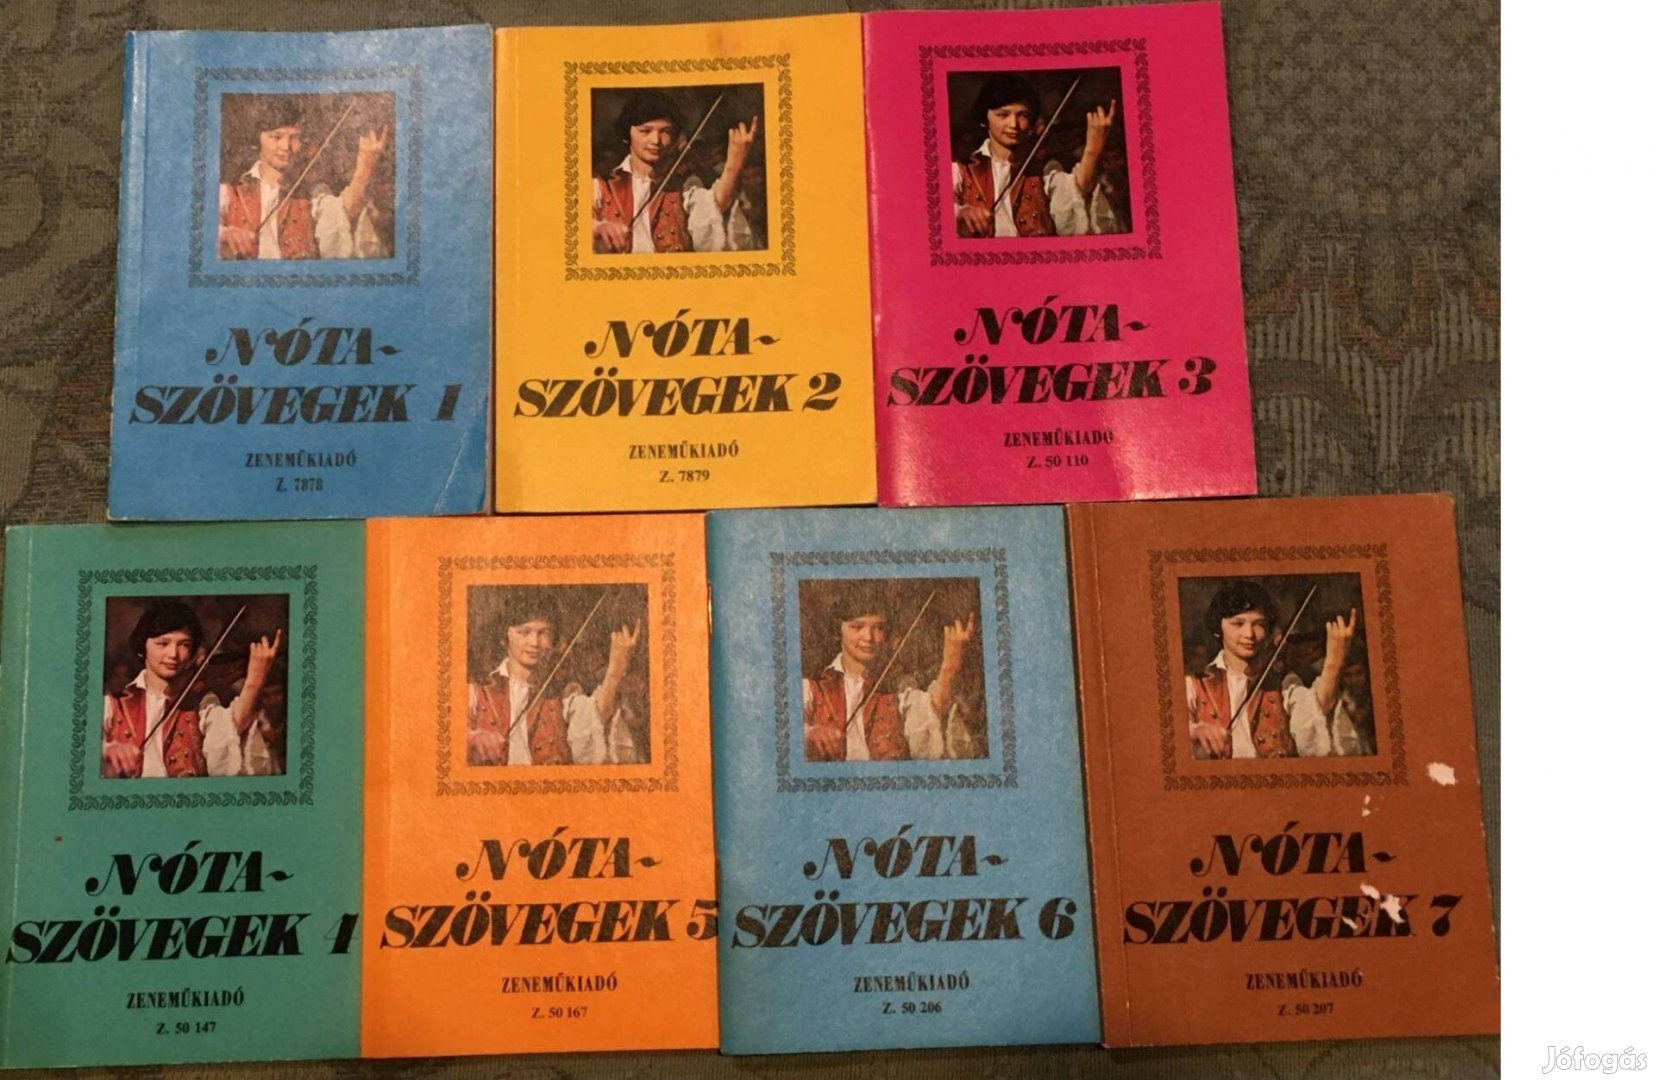 NÓTA-
SZÖVEGEK 1
ZENEMŰKIADÓ
Z. 7878
NÓTA-
SZÖVEGEK 2
ZENEMŰKIADÓ
Z. 7879
NÓTA-
SZÖVEGEK 3
ZENEMŰKIADÓ
Z. 50 110
NÓTA-
SZÖVEGEK 4
ZENEMŰKIADÓ
Z. 50 147
NÓTA-
SZÖVEGEK 5
ZENEMŰKIADÓ
Z. 50 167
NÓTA-
SZÖVEGEK 6
ZENEMŰKIADÓ
Z. 50 206
NÓTA-
SZÖVEGEK 7
ZENEMŰKIADÓ
Z. 50 207
Jófogás